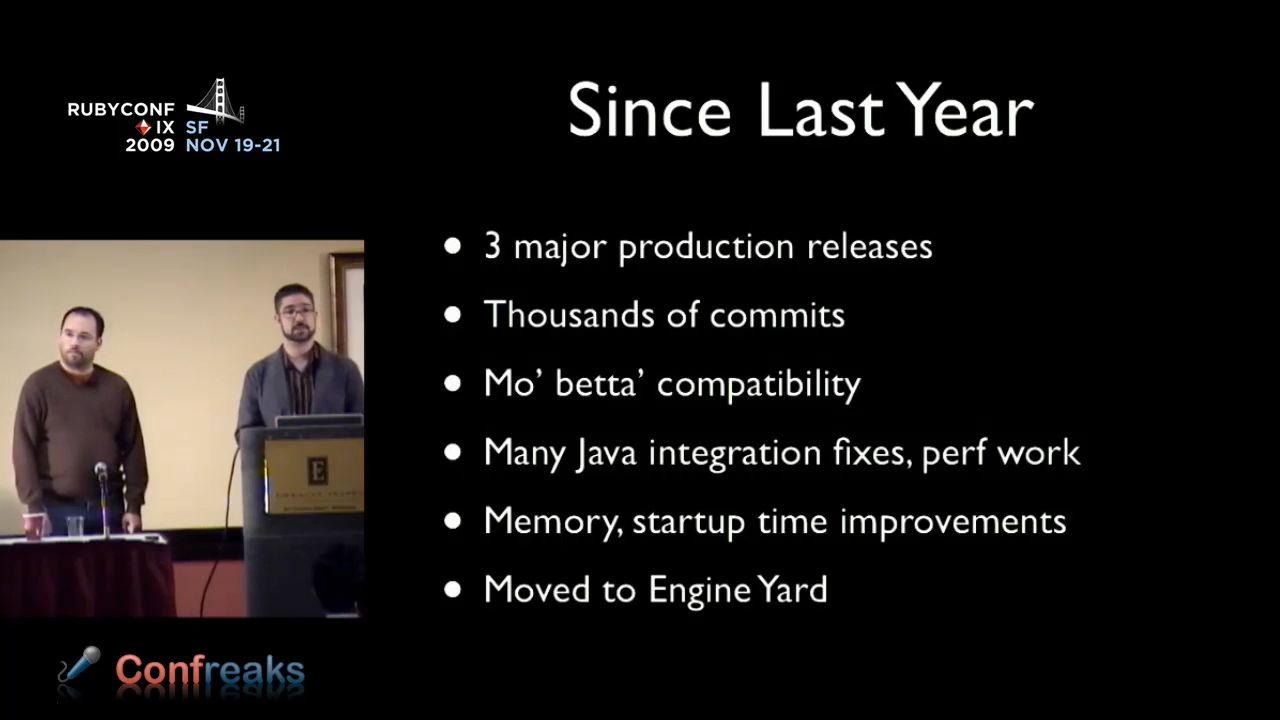 RUBYCONF
IX SF
2009 NOV 19-21
Since Last Year
• 3 major production releases
• Thousands of commits
• Mo' betta' compatibility
• Many Java integration fixes, perf work
• Memory, startup time improvements
• Moved to Engine Yard
E
Confreaks